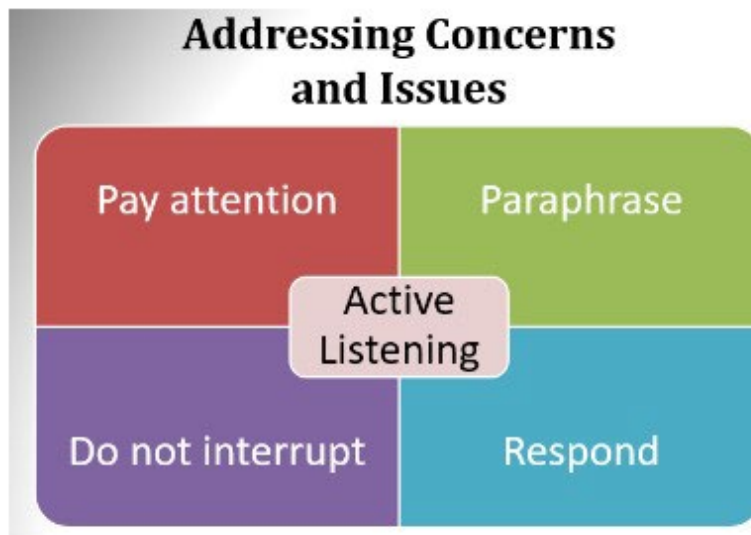 Addressing Concerns
and Issues
Pay attention
Paraphrase
Active
Listening
Do not interrupt
Respond